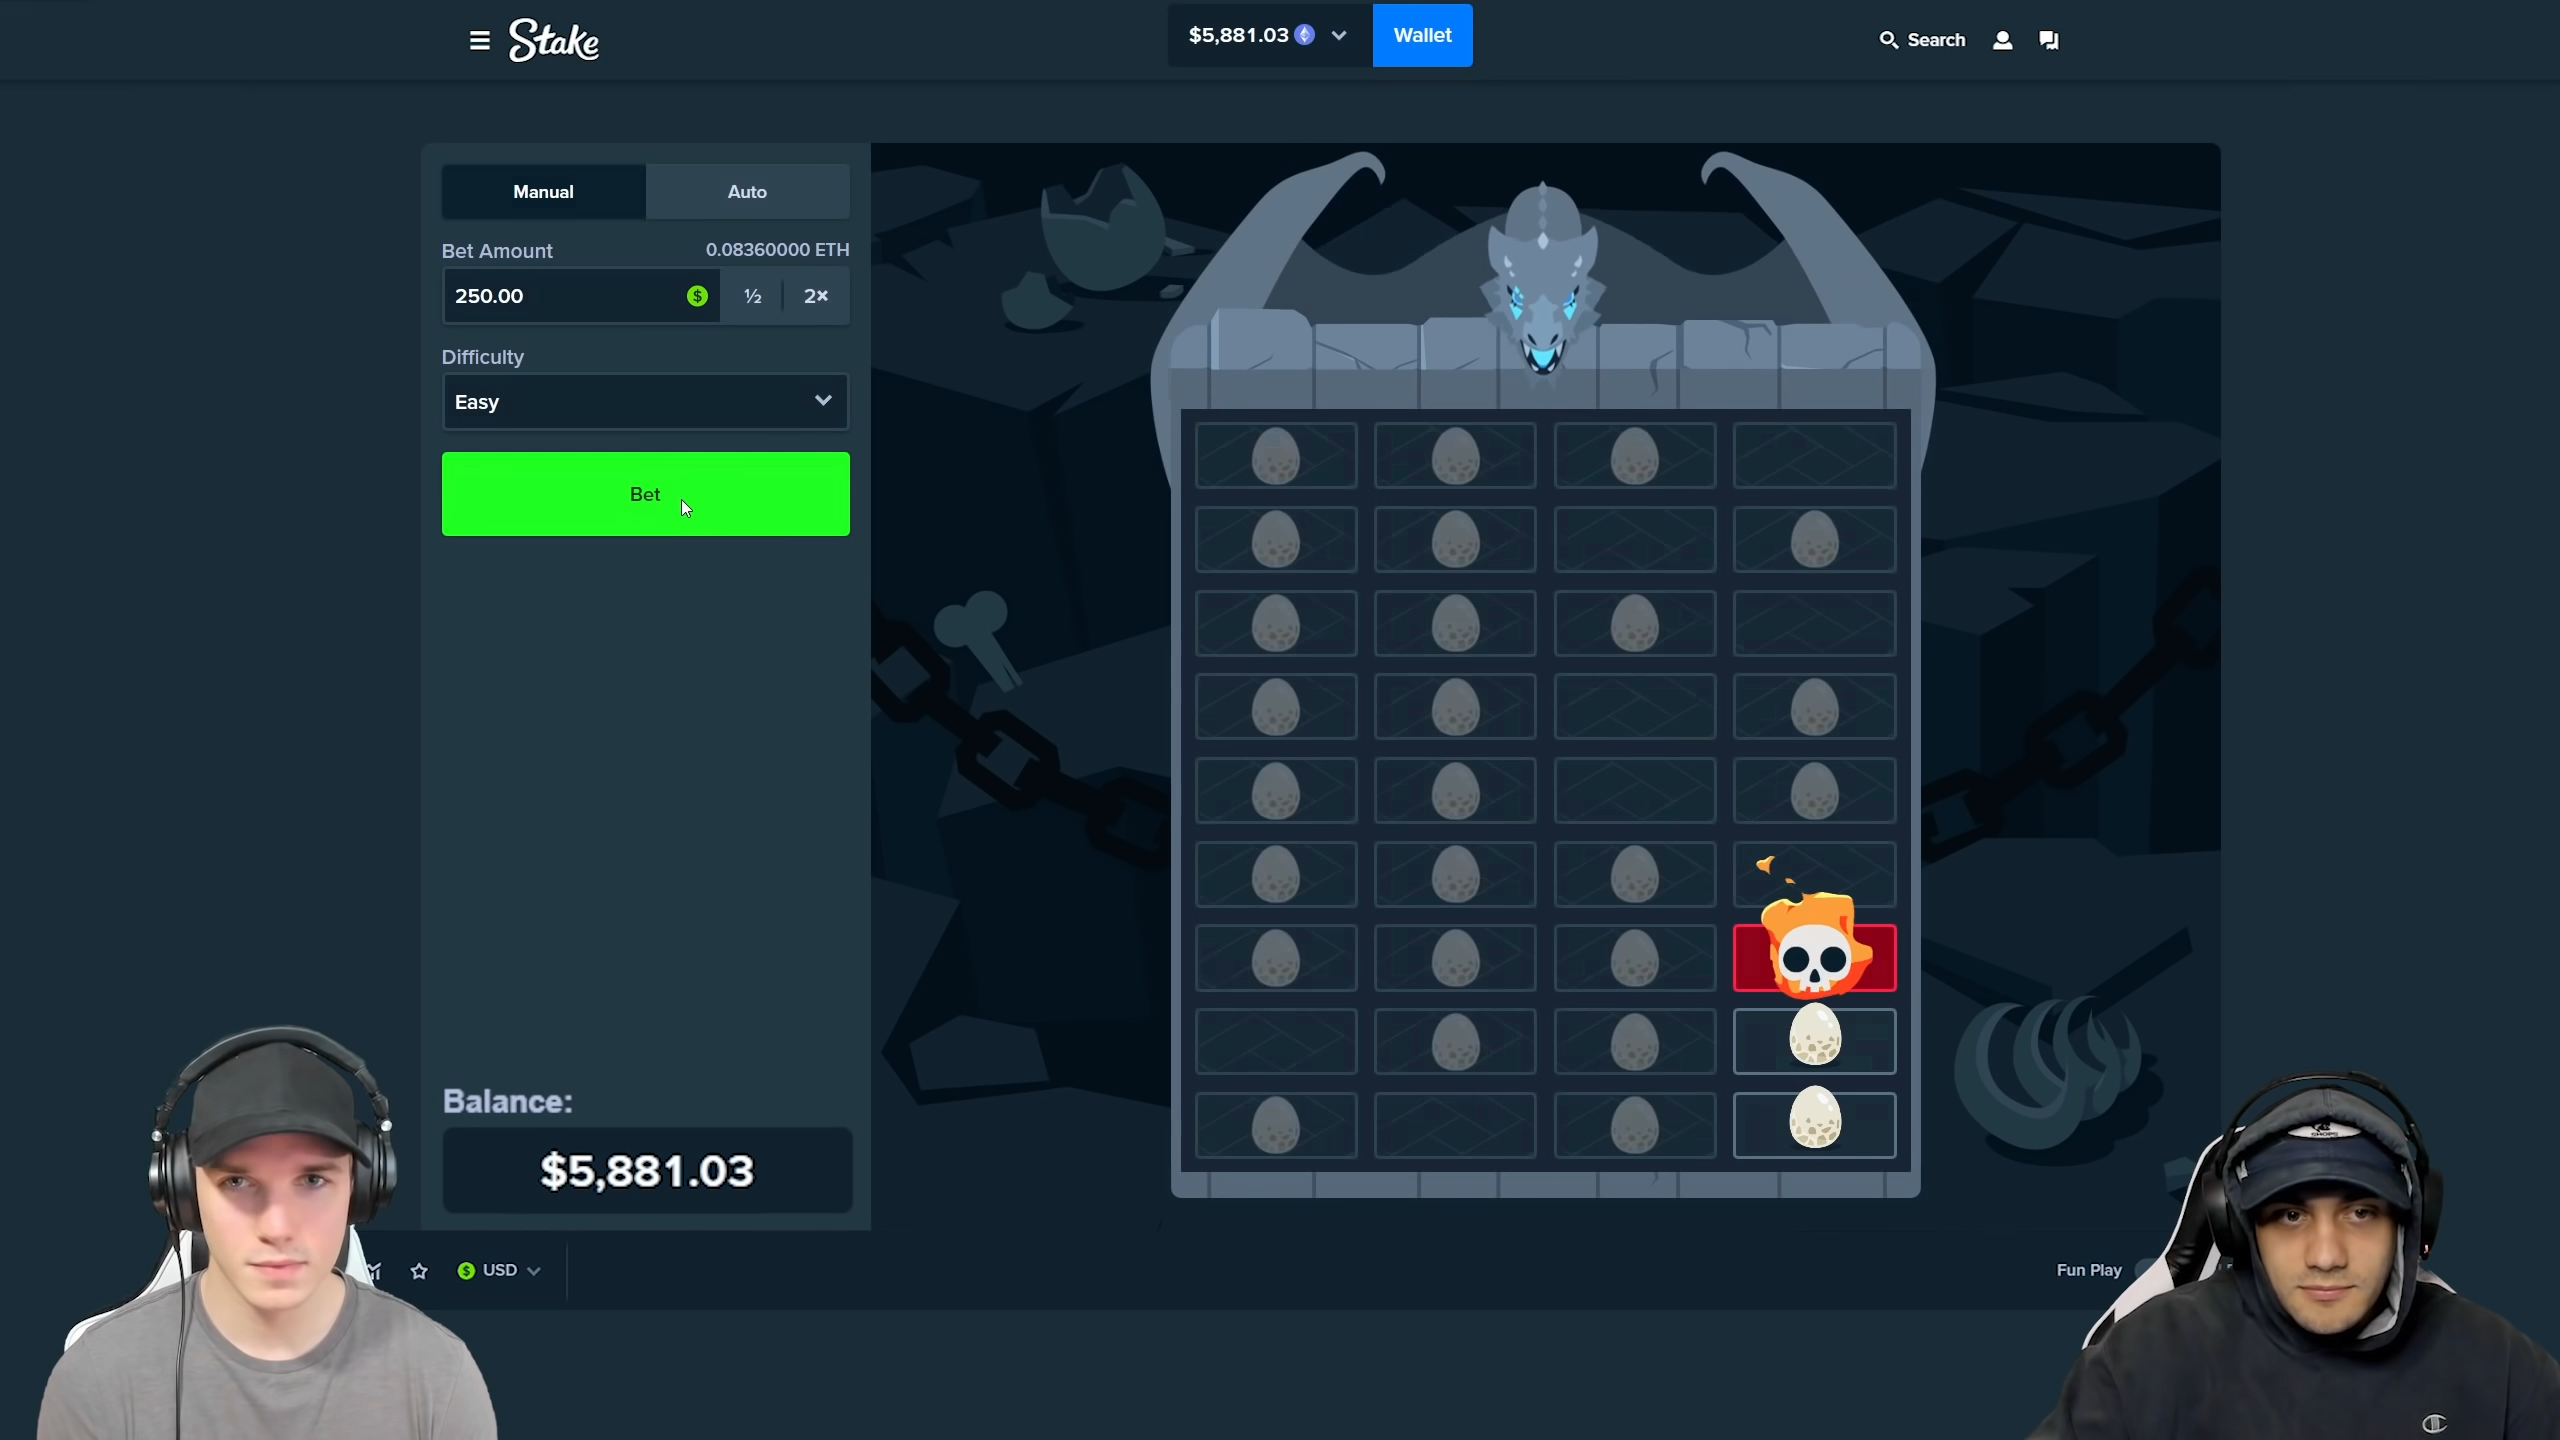 Stake
$5,881.03
Wallet
Search
Manual
Auto
Bet Amount
0.08360000 ETH
250.00
$
½
2×
Difficulty
Easy
Bet
Balance:
$5,881.03
$ USD
Fun Play